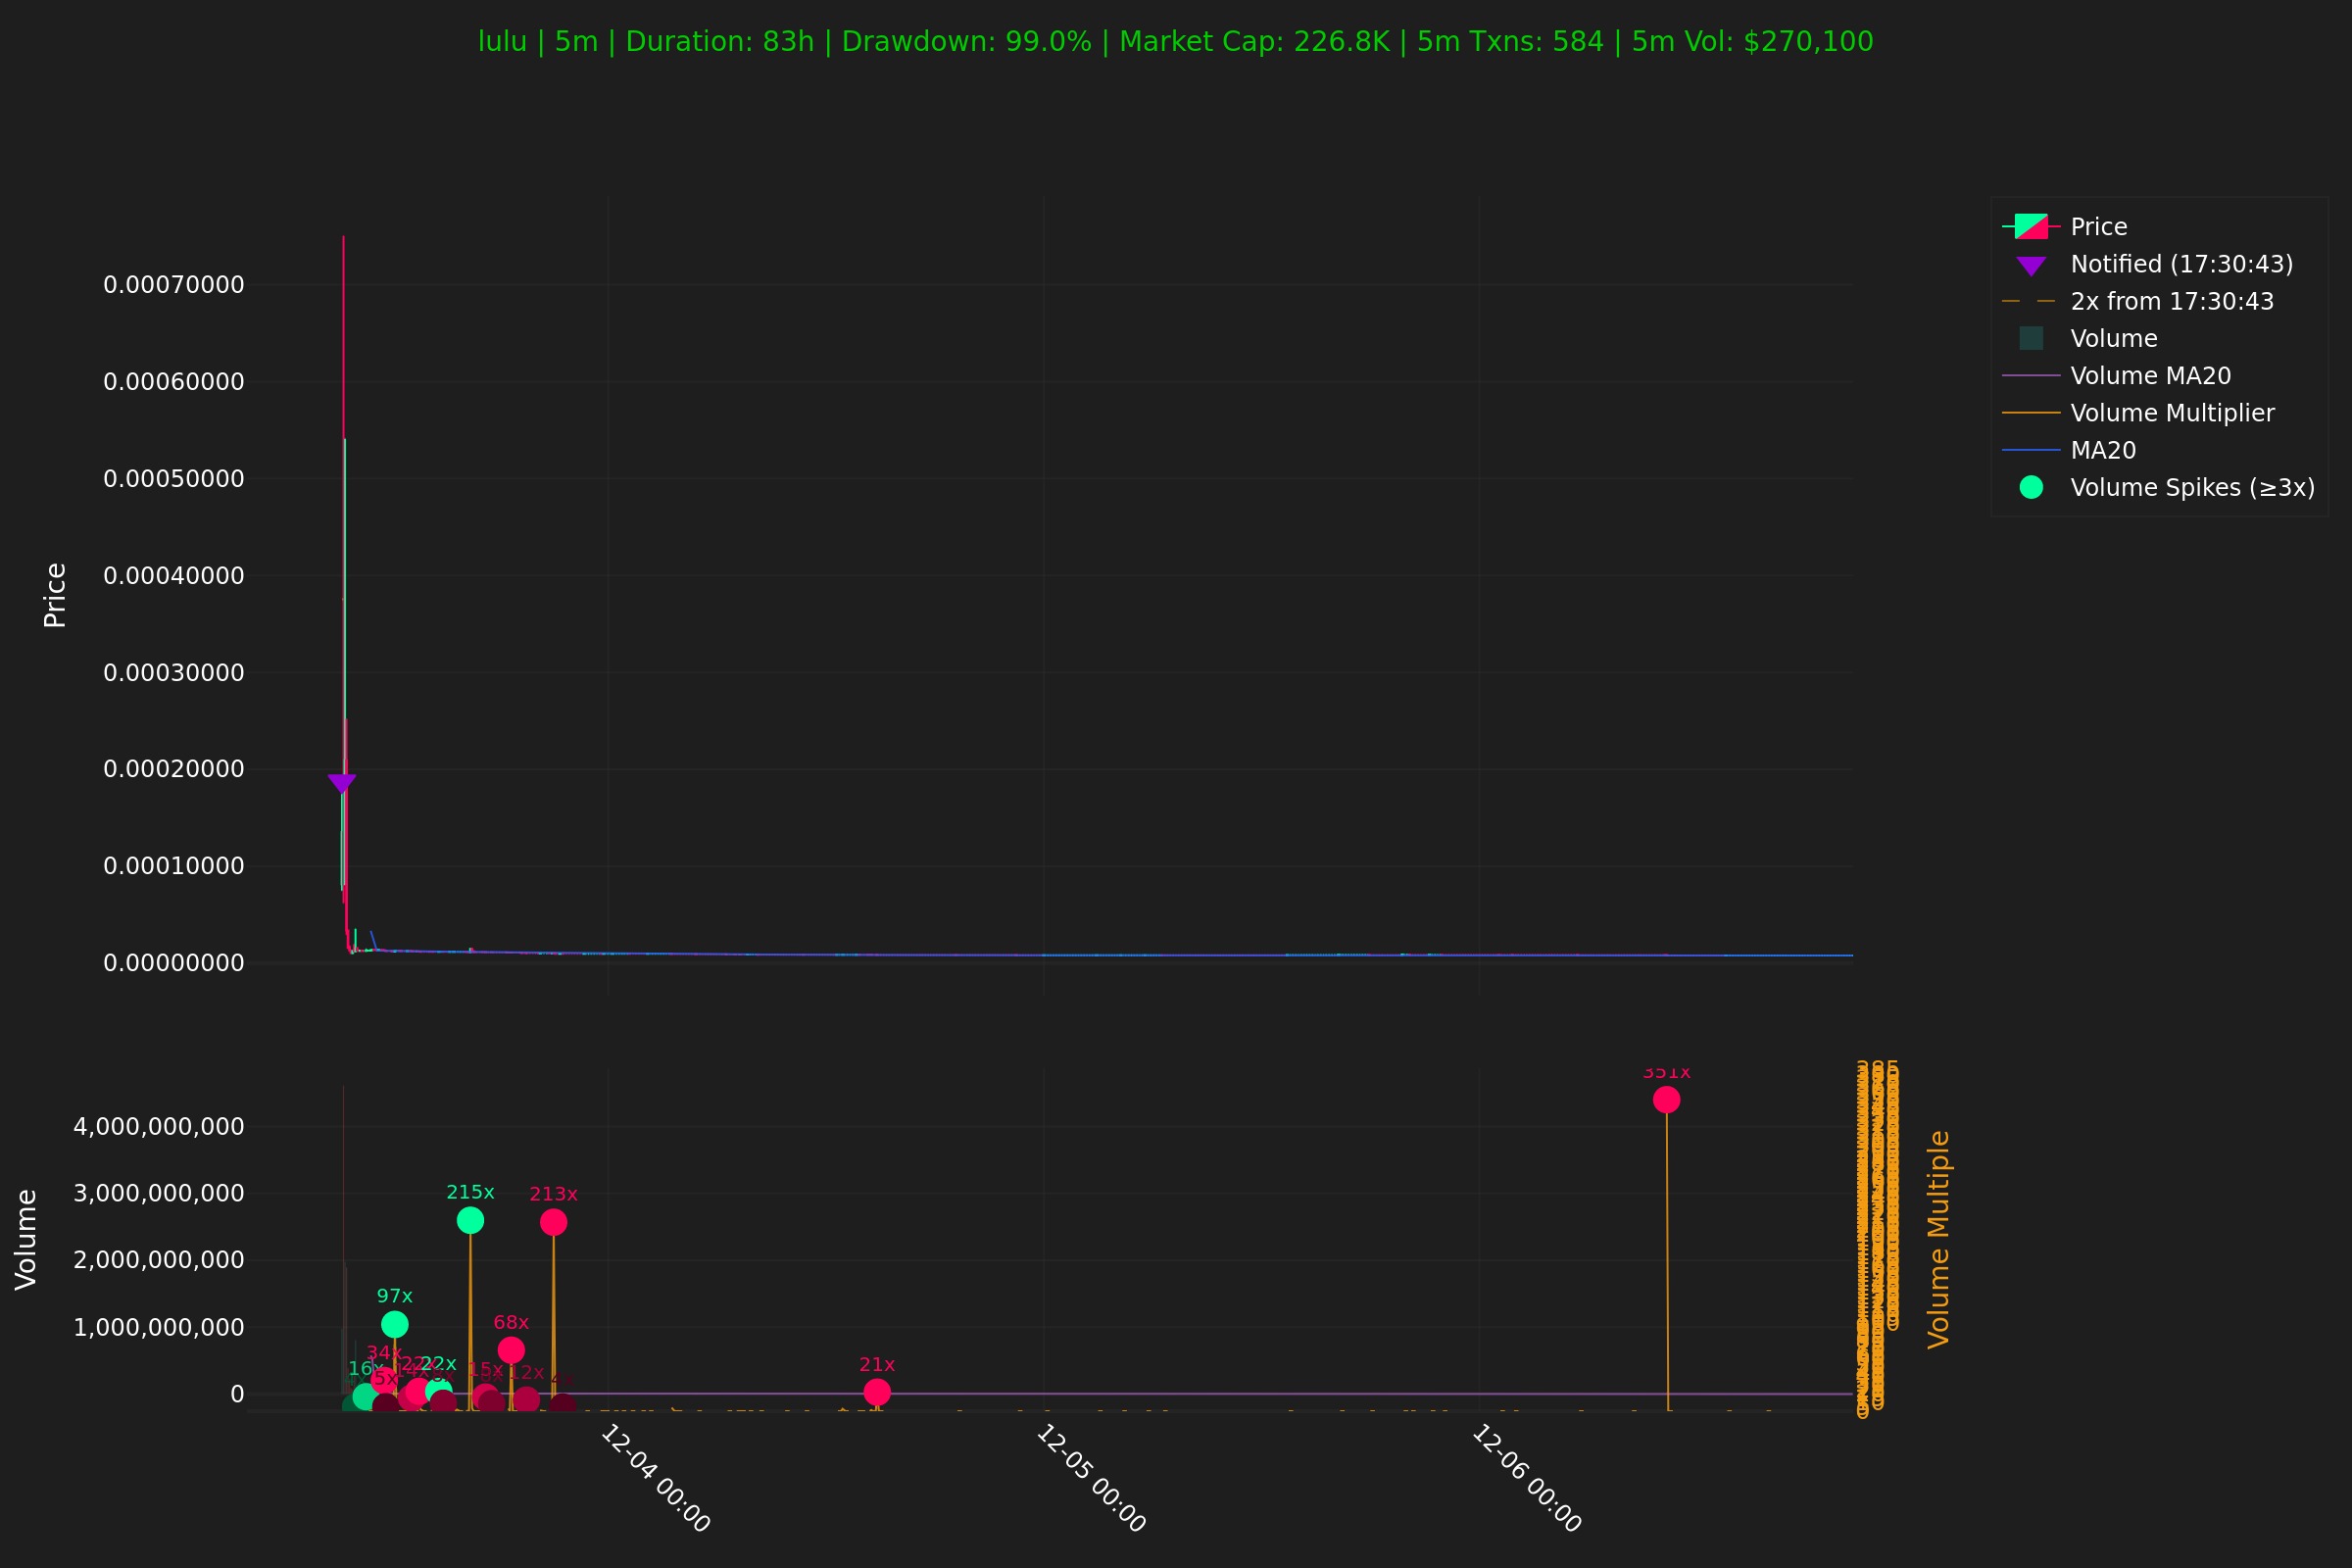 lulu | 5m | Duration: 83h | Drawdown: 99.0% | Market Cap: 226.8K | 5m Txns: 584 | 5m Vol: $270,100
Price
Notified (17:30:43)
2x from 17:30:43
Volume
Volume MA20
Volume Multiplier
MA20
Volume Spikes (≥3x)
Price
0.00070000
0.00060000
0.00050000
0.00040000
0.00030000
0.00020000
0.00010000
0.00000000
Volume
4,000,000,000
3,000,000,000
2,000,000,000
1,000,000,000
0
351x
215x
213x
97x
68x
34x
16x
5x
22x
22x
15x
12x
21x
Volume Multiple
12-04 00:00
12-05 00:00
12-06 00:00